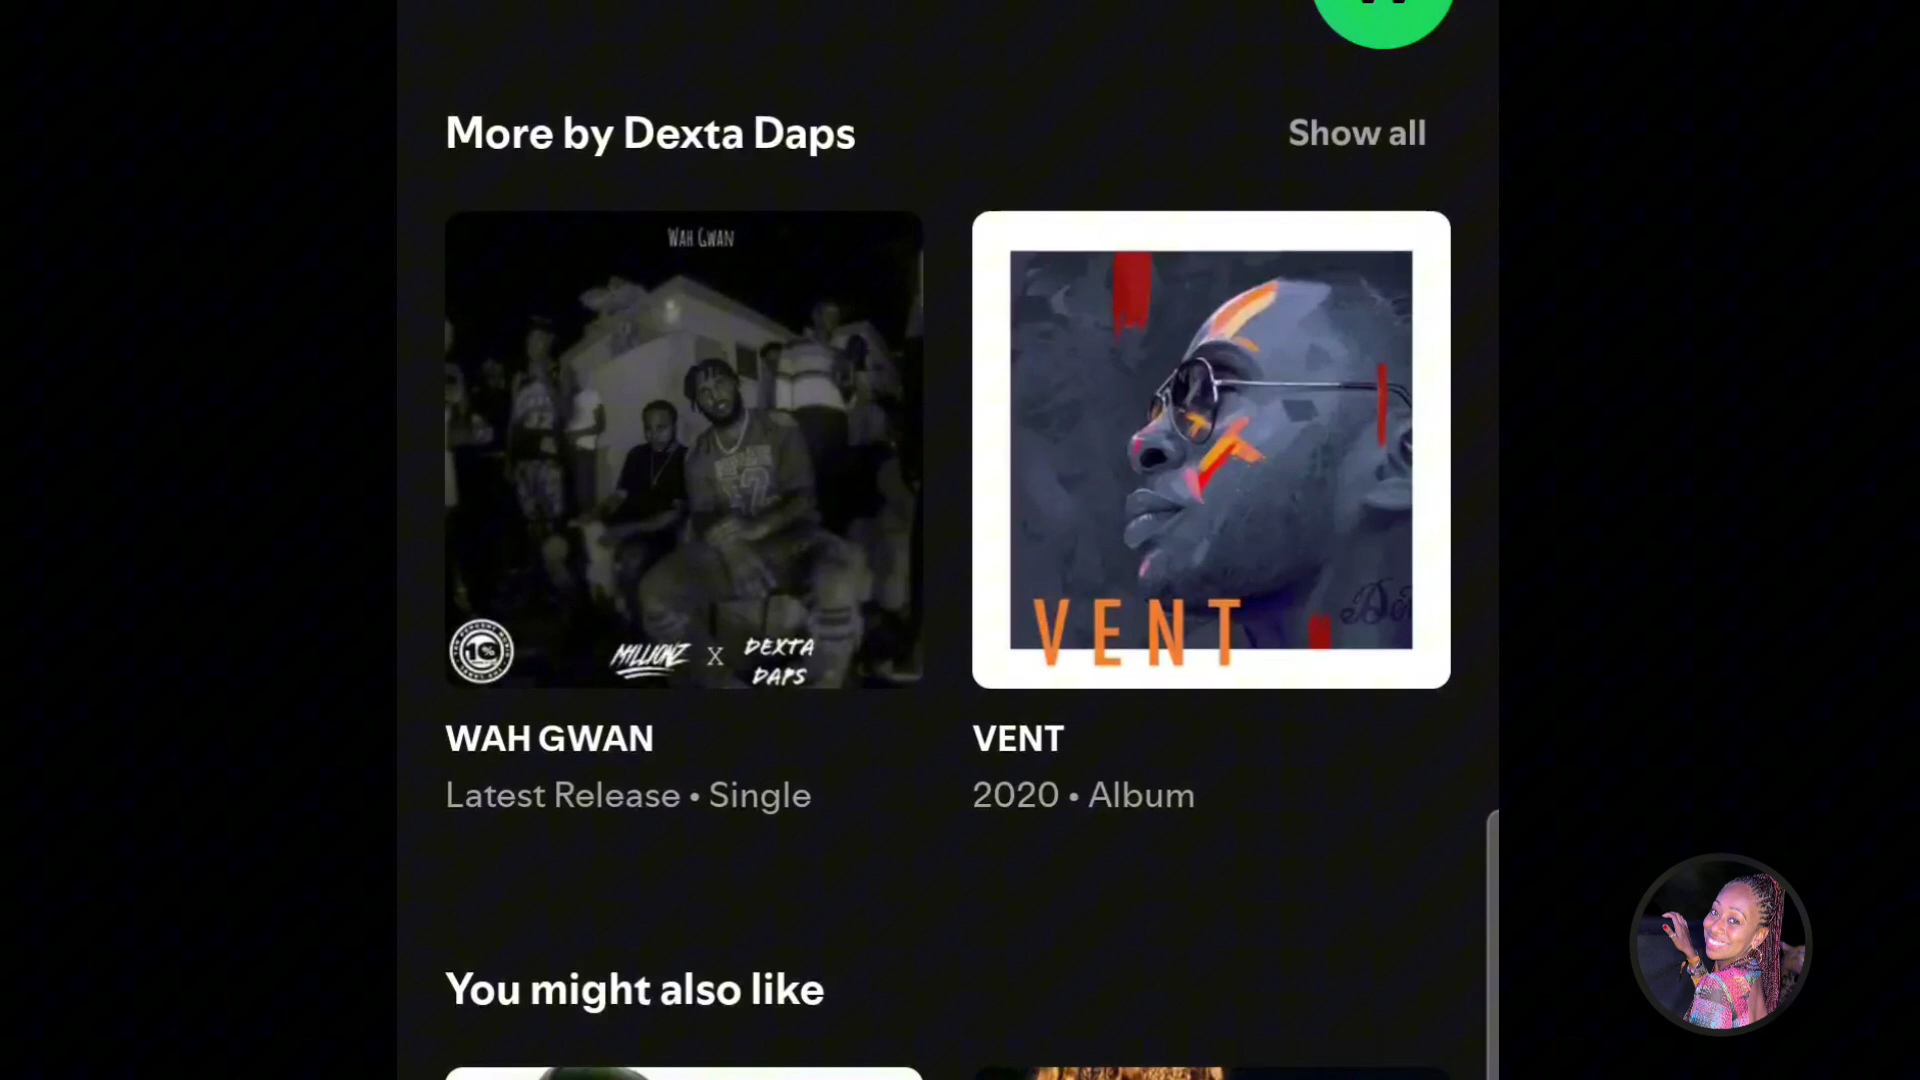 More by Dexta Daps
Show all
WAH GWAN
1%
MILLIONZ X DEXTA DAPS
VENT
WAH GWAN
Latest Release • Single
VENT
2020 • Album
You might also like